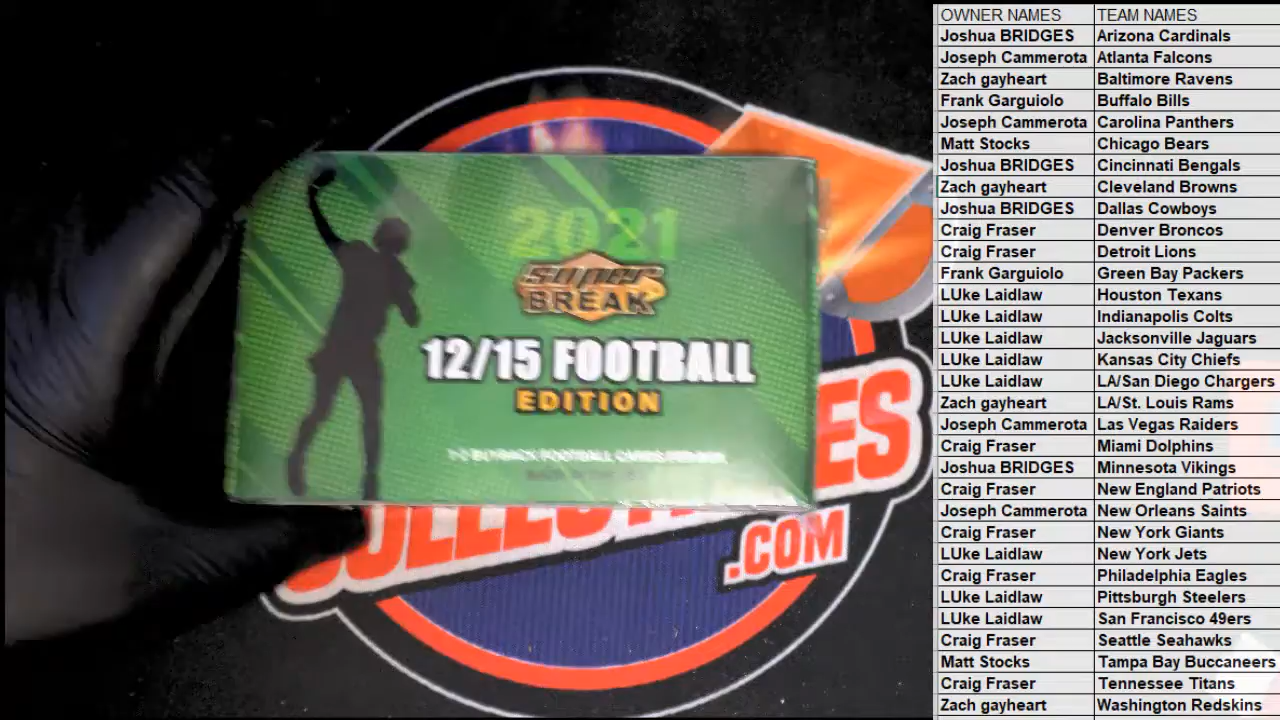 2021
super
BREAK
12/15 FOOTBALL
EDITION
1-2 BUYBACK FOOTBALL CARDS PER BOX
ES
.COM
OWNER NAMES TEAM NAMES
Joshua BRIDGES Arizona Cardinals
Joseph Cammerota Atlanta Falcons
Zach gayheart Baltimore Ravens
Frank Garguiolo Buffalo Bills
Joseph Cammerota Carolina Panthers
Matt Stocks Chicago Bears
Joshua BRIDGES Cincinnati Bengals
Zach gayheart Cleveland Browns
Joshua BRIDGES Dallas Cowboys
Craig Fraser Denver Broncos
Craig Fraser Detroit Lions
Frank Garguiolo Green Bay Packers
LUke Laidlaw Houston Texans
LUke Laidlaw Indianapolis Colts
LUke Laidlaw Jacksonville Jaguars
LUke Laidlaw Kansas City Chiefs
LUke Laidlaw LA/San Diego Chargers
Zach gayheart LA/St. Louis Rams
Joseph Cammerota Las Vegas Raiders
Craig Fraser Miami Dolphins
Joshua BRIDGES Minnesota Vikings
Craig Fraser New England Patriots
Joseph Cammerota New Orleans Saints
Craig Fraser New York Giants
LUke Laidlaw New York Jets
Craig Fraser Philadelphia Eagles
LUke Laidlaw Pittsburgh Steelers
LUke Laidlaw San Francisco 49ers
Craig Fraser Seattle Seahawks
Matt Stocks Tampa Bay Buccaneers
Craig Fraser Tennessee Titans
Zach gayheart Washington Redskins